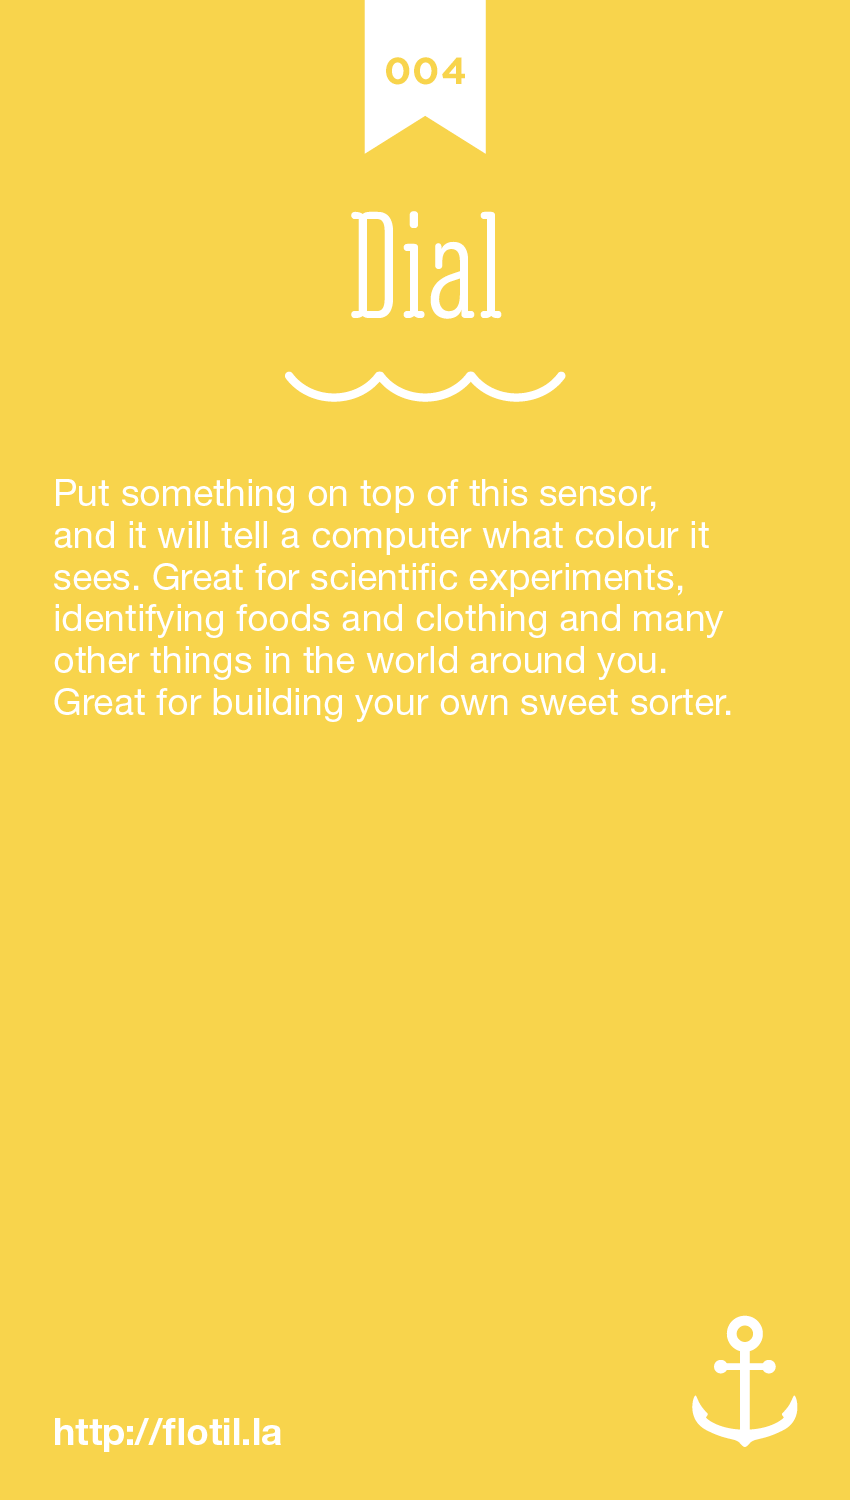 004
Dial
Put something on top of this sensor,
and it will tell a computer what colour it
sees. Great for scientific experiments,
identifying foods and clothing and many
other things in the world around you.
Great for building your own sweet sorter.
http://flotil.la